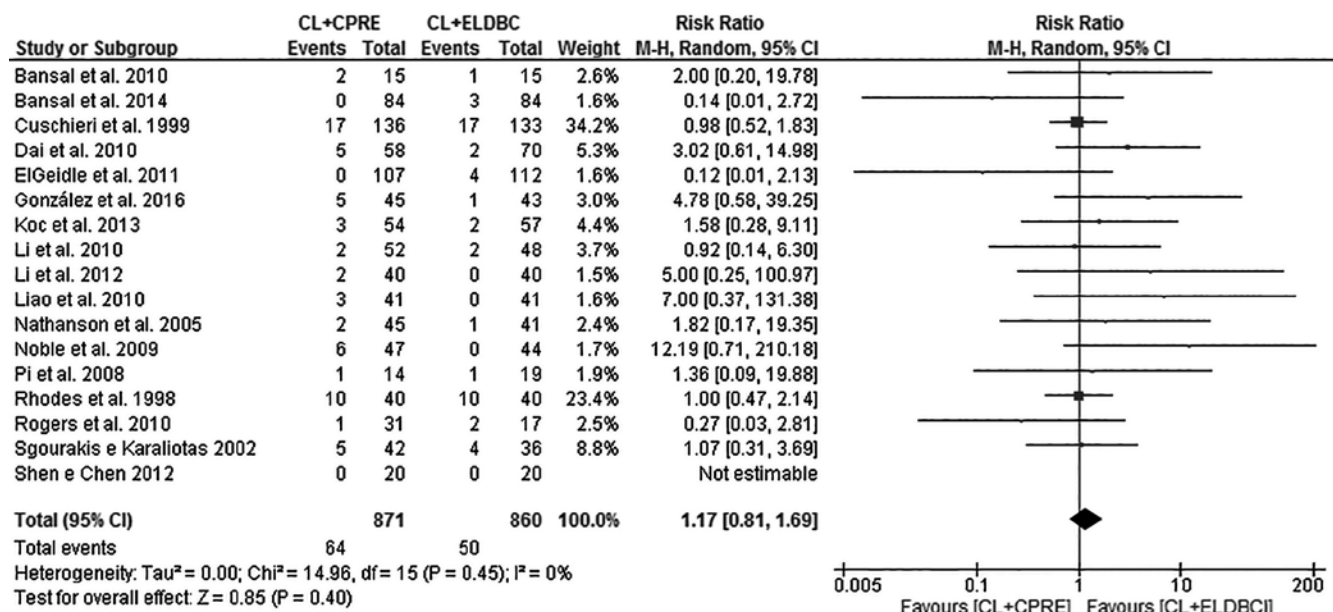 CL+CPRE CL+ELDBC Risk Ratio Risk Ratio
Study or Subgroup Events Total Events Total Weight M-H, Random, 95% CI M-H, Random, 95% CI
Bansal et al. 2010 2 15 1 15 2.6% 2.00 [0.20, 19.78]
Bansal et al. 2014 0 84 3 84 1.6% 0.14 [0.01, 2.72]
Cuschieri et al. 1999 17 136 17 133 34.2% 0.98 [0.52, 1.83]
Dai et al. 2010 5 58 2 70 5.3% 3.02 [0.61, 14.98]
ElGeidle et al. 2011 0 107 4 112 1.6% 0.12 [0.01, 2.13]
González et al. 2016 5 45 1 43 3.0% 4.78 [0.58, 39.25]
Koc et al. 2013 3 54 2 57 4.4% 1.58 [0.28, 9.11]
Li et al. 2010 2 52 2 48 3.7% 0.92 [0.14, 6.30]
Li et al. 2012 2 40 0 40 1.5% 5.00 [0.25, 100.97]
Liao et al. 2010 3 41 0 41 1.6% 7.00 [0.37, 131.38]
Nathanson et al. 2005 2 45 1 41 2.4% 1.82 [0.17, 19.35]
Noble et al. 2009 6 47 0 44 1.7% 12.19 [0.71, 210.18]
Pi et al. 2008 1 14 1 19 1.9% 1.36 [0.09, 19.88]
Rhodes et al. 1998 10 40 10 40 23.4% 1.00 [0.47, 2.14]
Rogers et al. 2010 1 31 2 17 2.5% 0.27 [0.03, 2.81]
Sgourakis e Karaliotas 2002 5 42 4 36 8.8% 1.07 [0.31, 3.69]
Shen e Chen 2012 0 20 0 20 Not estimable
Total (95% CI) 871 860 100.0% 1.17 [0.81, 1.69]
Total events 64 50
Heterogeneity: Tau² = 0.00; Chi² = 14.96, df = 15 (P = 0.45); I² = 0%
Test for overall effect: Z = 0.85 (P = 0.40)
0.005 0.1 1 10 200
Favours [CL+CPRE] Favours [CL+ELDBC]